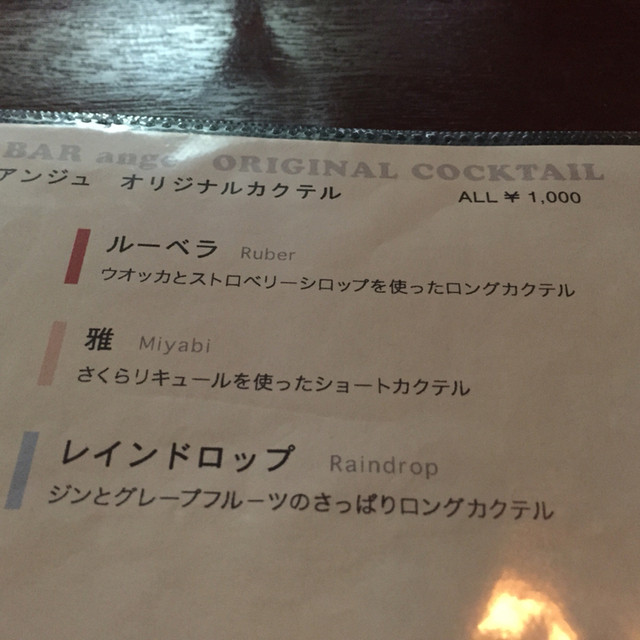 BAR ange ORIGINAL COCKTAIL
アンジュ オリジナルカクテル ALL ¥ 1,000
ルーベラ Ruber
ウオッカとストロベリーシロップを使ったロングカクテル
雅 Miyabi
さくらリキュールを使ったショートカクテル
レインドロップ Raindrop
ジンとグレープフルーツのさっぱりロングカクテル